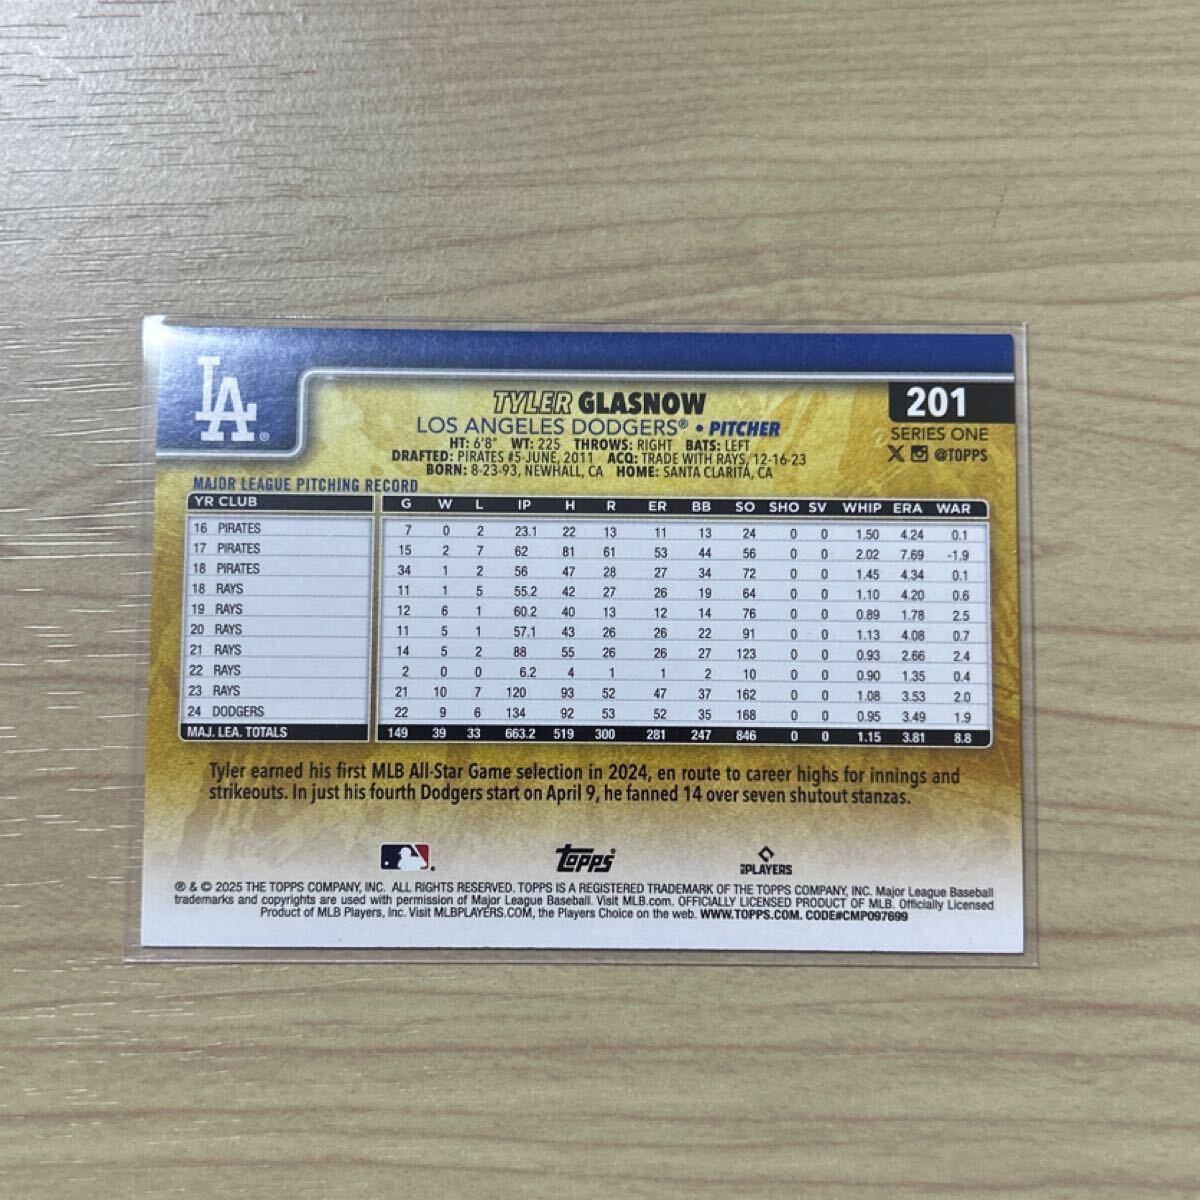 LA®
TYLER GLASNOW
201
LOS ANGELES DODGERS® • PITCHER
SERIES ONE
HT: 6'8" WT: 225 THROWS: RIGHT BATS: LEFT
DRAFTED: PIRATES #5-JUNE, 2011 ACQ: TRADE WITH RAYS, 12-16-23
X @TOPPS
BORN: 8-23-93, NEWHALL, CA HOME: SANTA CLARITA, CA
MAJOR LEAGUE PITCHING RECORD
YR CLUB G W L IP H R ER BB SO SHO SV WHIP ERA WAR
16 PIRATES 7 0 2 23.1 22 13 11 13 24 0 0 1.50 4.24 0.1
17 PIRATES 15 2 7 62 81 61 53 44 56 0 0 2.02 7.69 -1.9
18 PIRATES 34 1 2 56 47 28 27 34 72 0 0 1.45 4.34 0.1
18 RAYS 11 1 5 55.2 42 27 26 19 64 0 0 1.10 4.20 0.6
19 RAYS 12 6 1 60.2 40 13 12 14 76 0 0 0.89 1.78 2.5
20 RAYS 11 5 1 57.1 43 26 26 22 91 0 0 1.13 4.08 0.7
21 RAYS 14 5 2 88 55 26 26 27 123 0 0 0.93 2.66 2.4
22 RAYS 2 0 0 6.2 4 1 1 2 10 0 0 0.90 1.35 0.4
23 RAYS 21 10 7 120 93 52 47 37 162 0 0 1.08 3.53 2.0
24 DODGERS 22 9 6 134 92 53 52 35 168 0 0 0.95 3.49 1.9
MAJ. LEA. TOTALS 149 39 33 663.2 519 300 281 247 846 0 0 1.15 3.81 8.8
Tyler earned his first MLB All-Star Game selection in 2024, en route to career highs for innings and
strikeouts. In just his fourth Dodgers start on April 9, he fanned 14 over seven shutout stanzas.
Topps
MLBPLAYERS
® & © 2025 THE TOPPS COMPANY, INC. ALL RIGHTS RESERVED. TOPPS IS A REGISTERED TRADEMARK OF THE TOPPS COMPANY, INC. Major League Baseball
trademarks and copyrights are used with permission of Major League Baseball. Visit MLB.com. OFFICIALLY LICENSED PRODUCT OF MLB. Officially Licensed
Product of MLB Players, Inc. Visit MLBPLAYERS.COM, the Players Choice on the web. WWW.TOPPS.COM. CODE#CMP097699